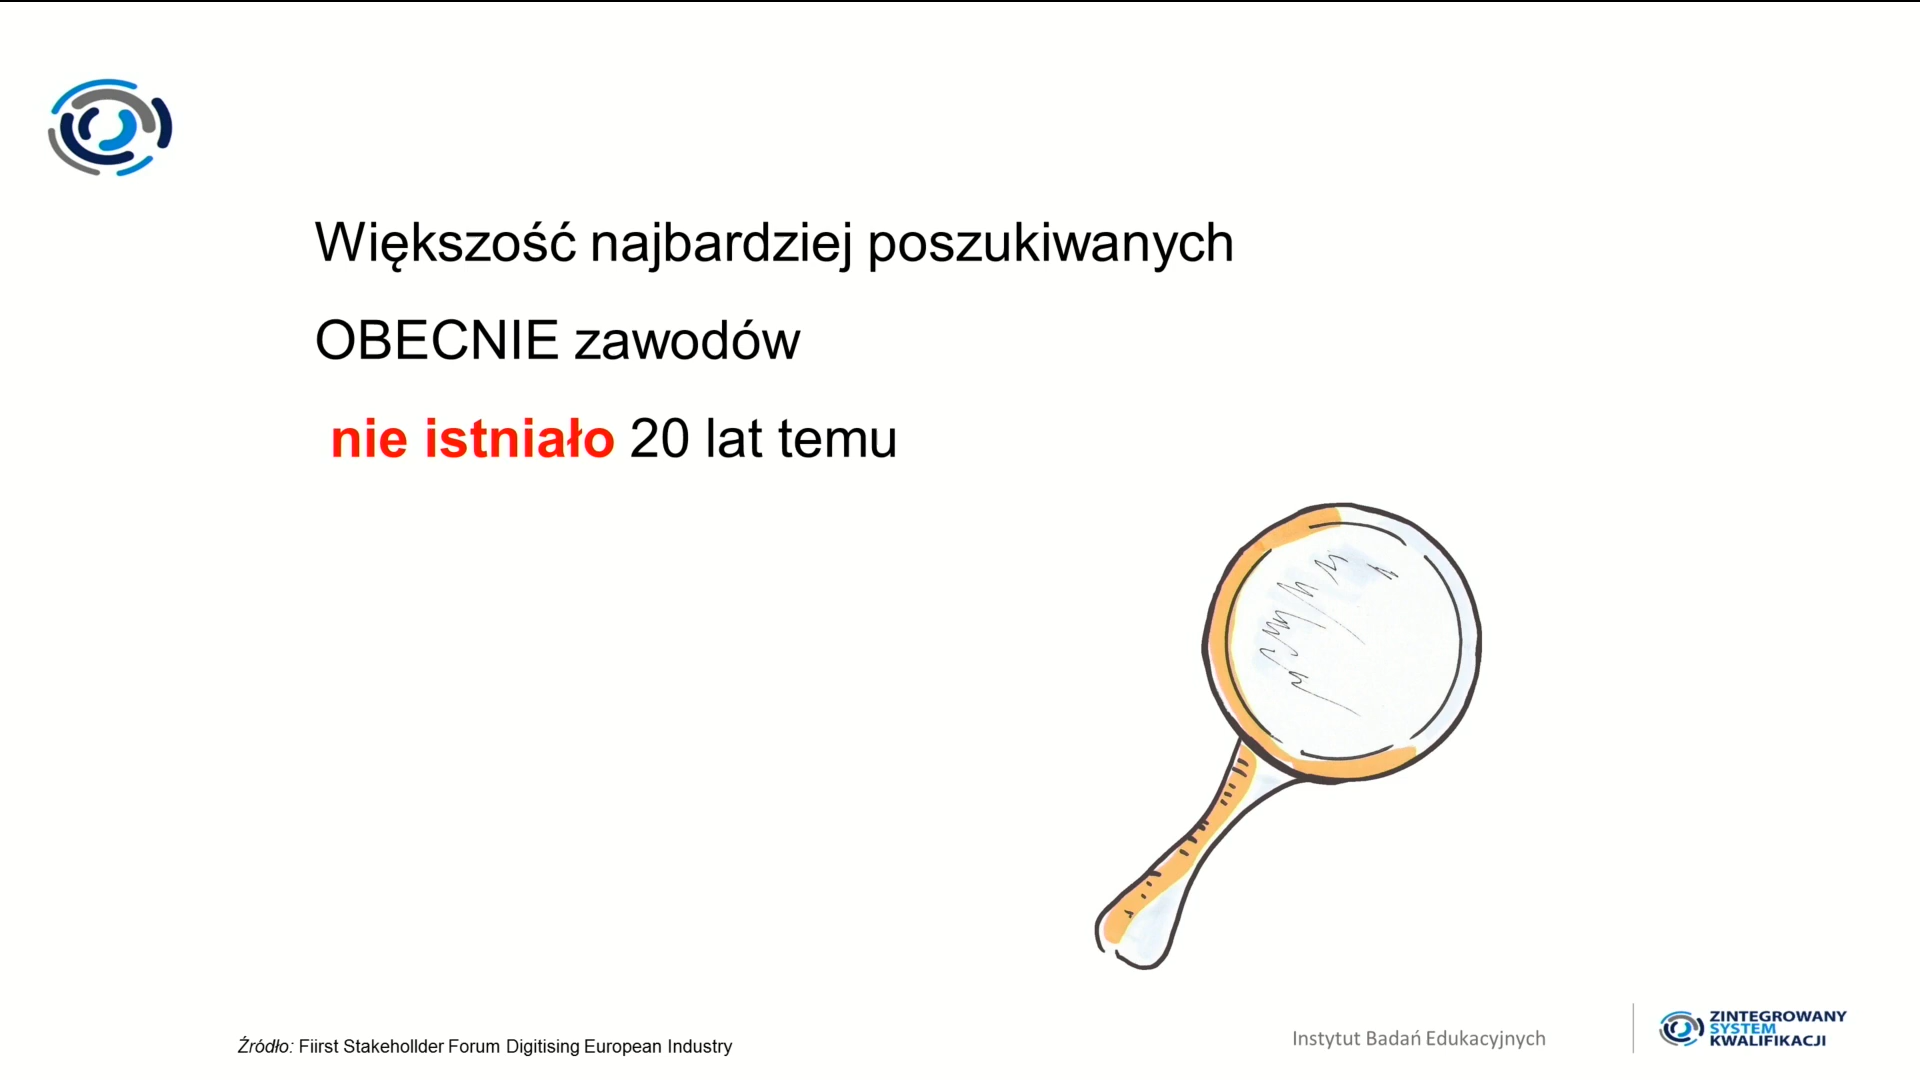 Większość najbardziej poszukiwanych
OBECNIE zawodów
nie istniało 20 lat temu
Źródło: Fiirst Stakehollder Forum Digitising European Industry
Instytut Badań Edukacyjnych
ZINTEGROWANY
SYSTEM
KWALIFIKACJI